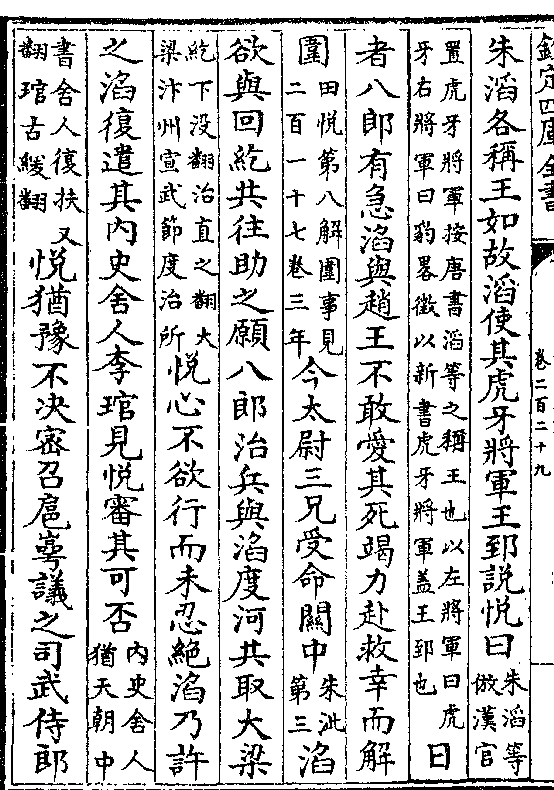 欽定四庫全書
卷二百二十九
朱滔各稱王如故滔使其虎牙將軍王郅説悦曰朱滔等倣漢官
置虎牙將軍按唐書滔等之稱王也以左將軍曰虎牙右將軍曰豹畧徵以新書虎牙將軍盖王郅也日
者八郎有急滔與趙王不敢愛其死竭力赴救幸而解
圍田悦第八解圍事見二百一十七卷三年今太尉三兄受命關中朱泚第三滔
欲與回紇共往助之願八郎治兵與滔度河共取大梁
紇下没翻治直之翻大梁汴州宣武節度治所悦心不欲行而未忍絶滔乃許
之滔復遣其内史舍人李琯見悦審其可否内史舍人猶天朝中
書舍人復扶又翻琯古緩翻悦猶豫不决密召扈崿議之司武侍郎